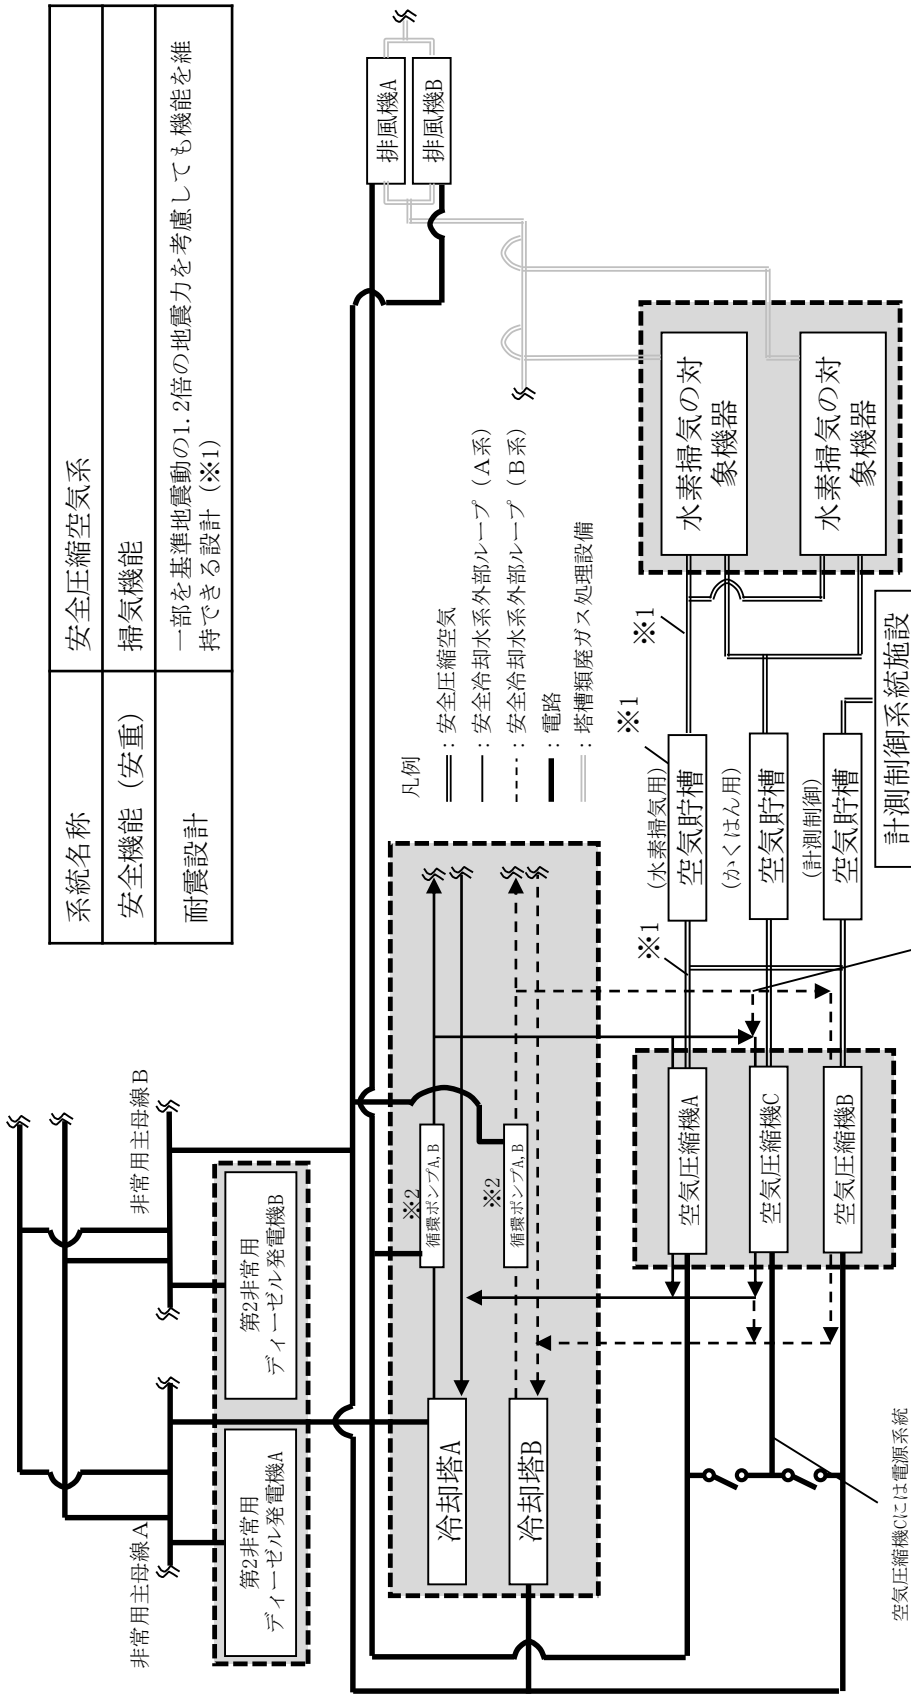 系統名称 安全圧縮空気系
安全機能（安重） 掃気機能
耐震設計 一部を基準地震動の1.2倍の地震力を考慮しても機能を維
持できる設計（※1）
非常用主母線A
非常用主母線B
第2非常用
ディーゼル発電機A
第2非常用
ディーゼル発電機B
排風機A
排風機B
凡例
：安全圧縮空気
：安全冷却水系外部ループ（A系）
：安全冷却水系外部ループ（B系）
：電路
：塔槽類廃ガス処理設備
冷却塔A
冷却塔B
※2
循環ポンプA,B
※2
循環ポンプA,B
空気圧縮機A
空気圧縮機C
空気圧縮機B
※1
※1
※1
（水素掃気用）
空気貯槽
（かくはん用）
空気貯槽
（計測制御）
空気貯槽
水素掃気の対
象機器
水素掃気の対
象機器
計測制御系統施設
空気圧縮機Cには電源系統